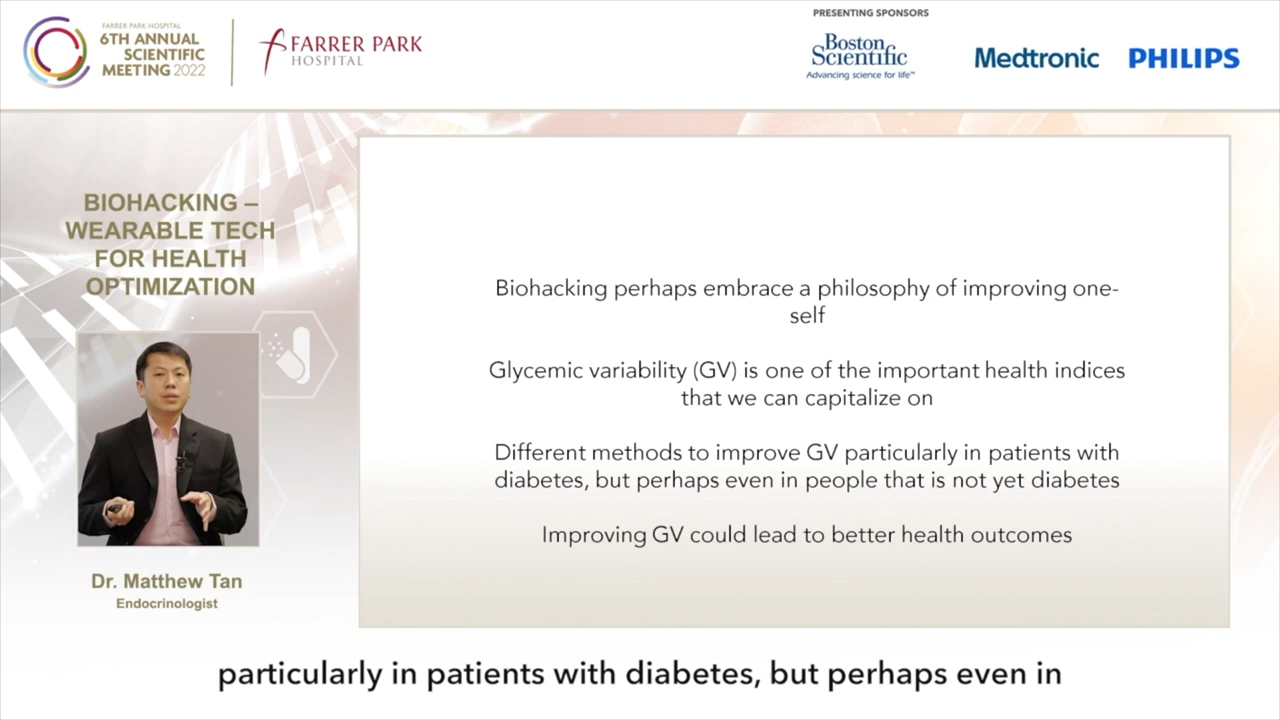 FARRER PARK HOSPITAL
6TH ANNUAL
SCIENTIFIC
MEETING 2022
FARRER PARK
HOSPITAL
PRESENTING SPONSORS
Boston
Scientific
Advancing science for life™
Medtronic
PHILIPS
BIOHACKING –
WEARABLE TECH
FOR HEALTH
OPTIMIZATION
Dr. Matthew Tan
Endocrinologist
Biohacking perhaps embrace a philosophy of improving one-
self
Glycemic variability (GV) is one of the important health indices
that we can capitalize on
Different methods to improve GV particularly in patients with
diabetes, but perhaps even in people that is not yet diabetes
Improving GV could lead to better health outcomes
particularly in patients with diabetes, but perhaps even in